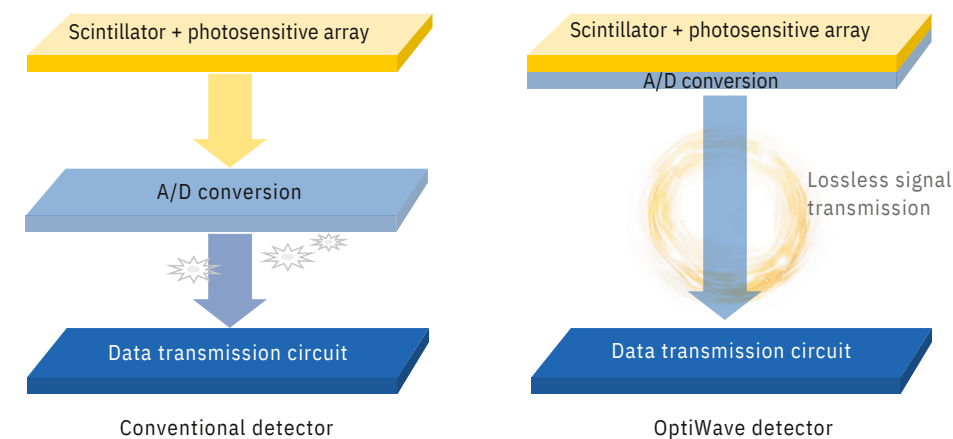 Scintillator + photosensitive array
A/D conversion
Data transmission circuit
Conventional detector
Scintillator + photosensitive array
A/D conversion
Lossless signal
transmission
Data transmission circuit
OptiWave detector